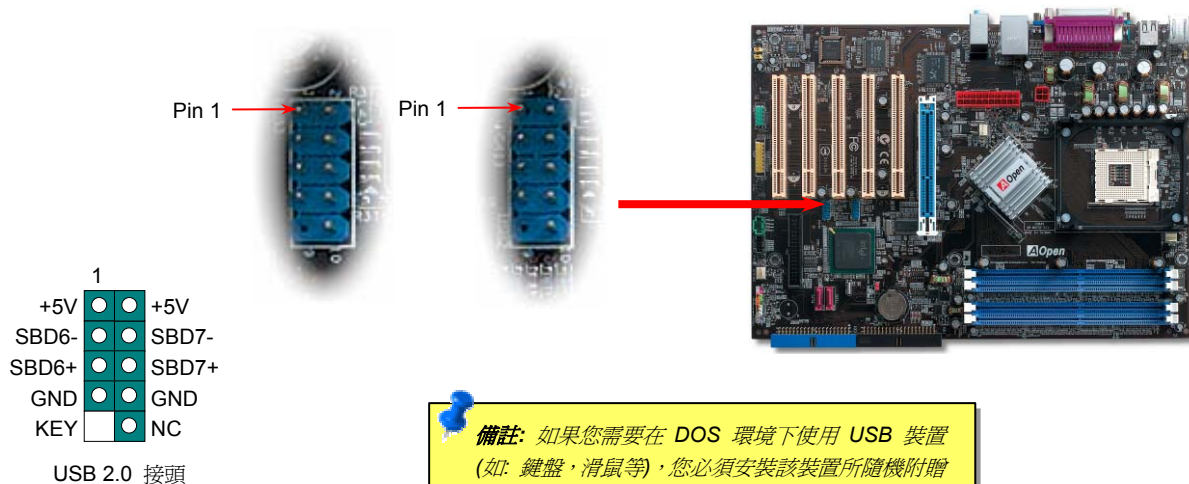 Pin 1
Pin 1
AOpen
AOpen
1
+5V +5V
SBD6- SBD7-
SBD6+ SBD7+
GND GND
KEY NC
USB 2.0 接頭
備註: 如果您需要在 DOS 環境下使用 USB 裝置
(如: 鍵盤，滑鼠等)，您必須安裝該裝置所隨機附贈